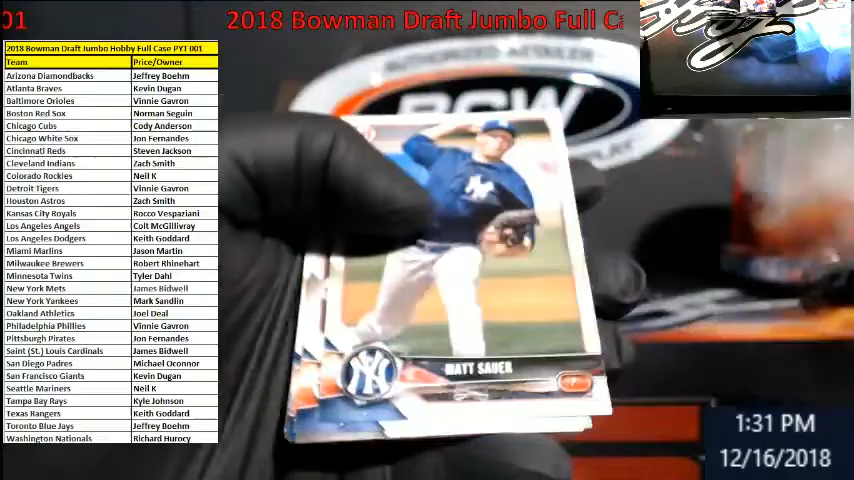 01
2018 Bowman Draft Jumbo Full Ca
2018 Bowman Draft Jumbo Hobby Full Case PYT 001
Team Price/Owner
Arizona Diamondbacks Jeffrey Boehm
Atlanta Braves Kevin Dugan
Baltimore Orioles Vinnie Gavron
Boston Red Sox Norman Seguin
Chicago Cubs Cody Anderson
Chicago White Sox Jon Fernandes
Cincinnati Reds Steven Jackson
Cleveland Indians Zach Smith
Colorado Rockies Neil K
Detroit Tigers Vinnie Gavron
Houston Astros Zach Smith
Kansas City Royals Rocco Vespaziani
Los Angeles Angels Colt McGillivray
Los Angeles Dodgers Keith Goddard
Miami Marlins Jason Martin
Milwaukee Brewers Robert Rhinehart
Minnesota Twins Tyler Dahl
New York Mets James Bidwell
New York Yankees Mark Sandlin
Oakland Athletics Joel Deal
Philadelphia Phillies Vinnie Gavron
Pittsburgh Pirates Jon Fernandes
Saint (St.) Louis Cardinals James Bidwell
San Diego Padres Michael Oconnor
San Francisco Giants Kevin Dugan
Seattle Mariners Neil K
Tampa Bay Rays Kyle Johnson
Texas Rangers Keith Goddard
Toronto Blue Jays Jeffrey Boehm
Washington Nationals Richard Hurocy
MATT SAUER
P
1:31 PM
12/16/2018